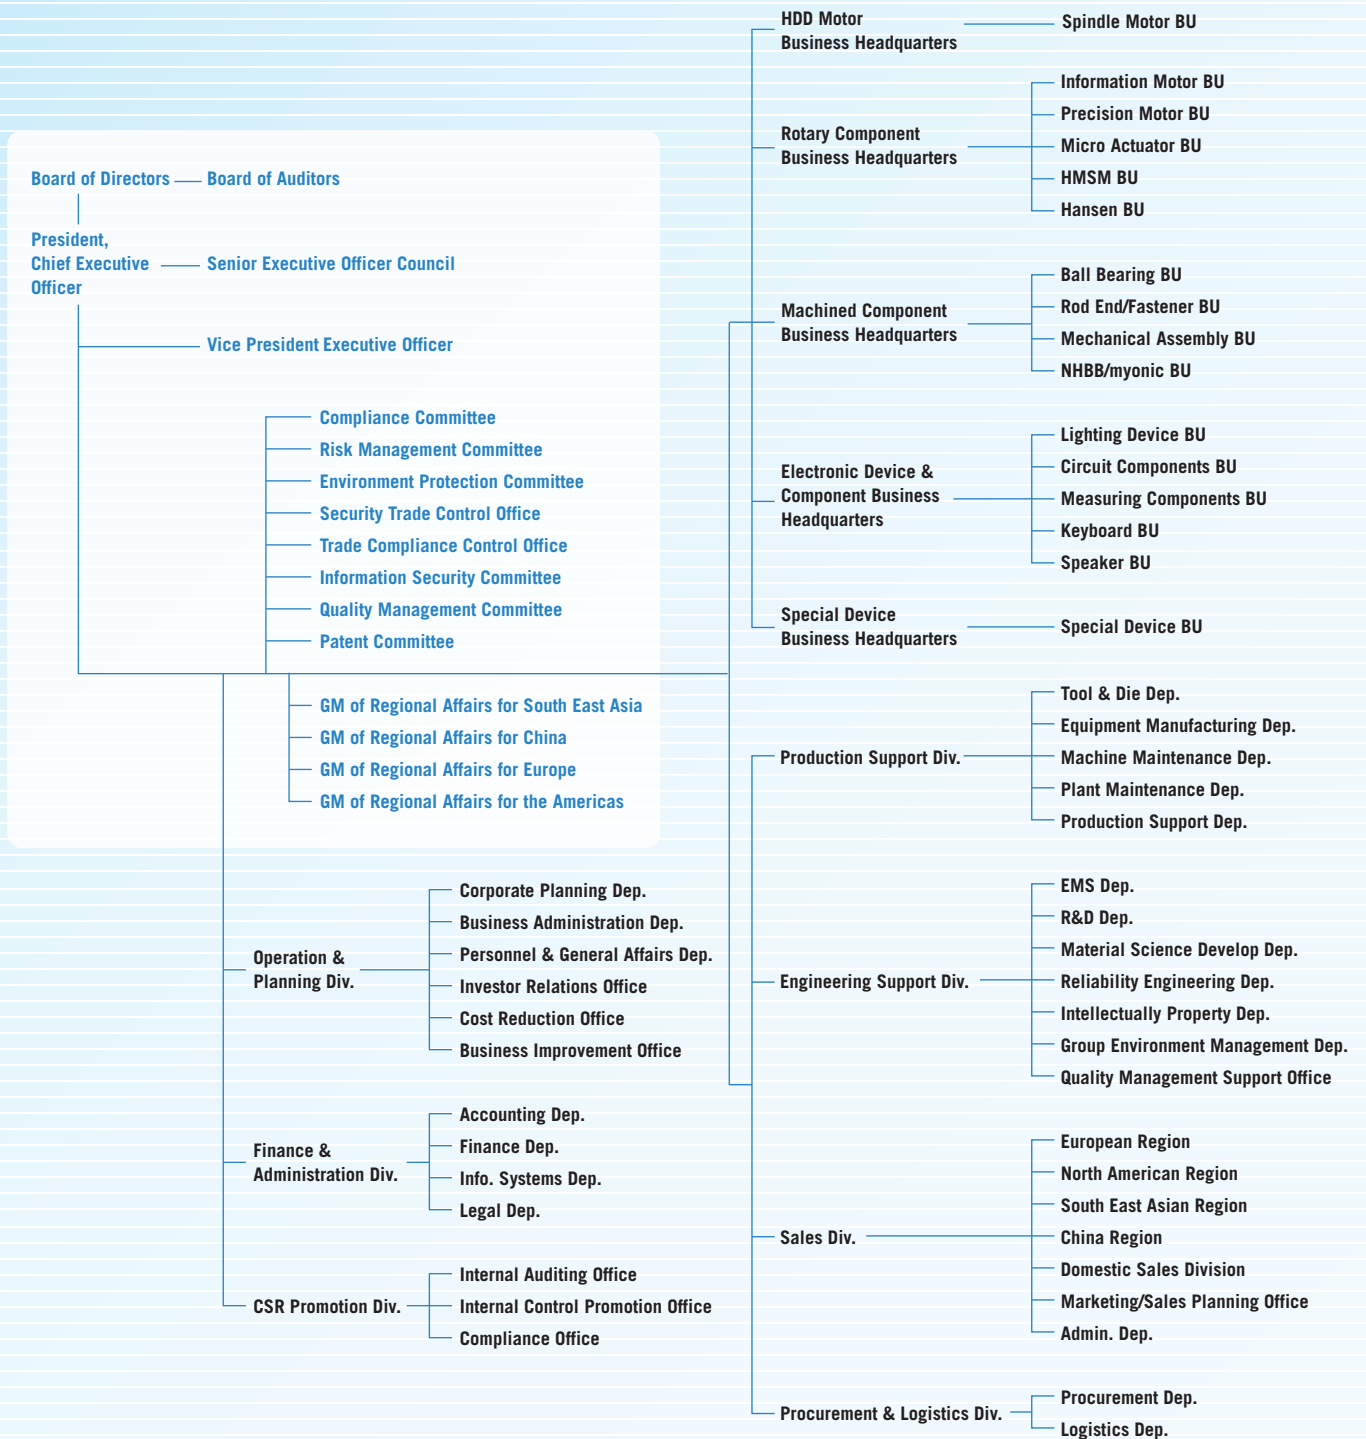 Board of Directors
Board of Auditors
President,
Chief Executive
Officer
Senior Executive Officer Council
Vice President Executive Officer
Compliance Committee
Risk Management Committee
Environment Protection Committee
Security Trade Control Office
Trade Compliance Control Office
Information Security Committee
Quality Management Committee
Patent Committee
GM of Regional Affairs for South East Asia
GM of Regional Affairs for China
GM of Regional Affairs for Europe
GM of Regional Affairs for the Americas
Operation &
Planning Div.
Corporate Planning Dep.
Business Administration Dep.
Personnel & General Affairs Dep.
Investor Relations Office
Cost Reduction Office
Business Improvement Office
Finance &
Administration Div.
Accounting Dep.
Finance Dep.
Info. Systems Dep.
Legal Dep.
CSR Promotion Div.
Internal Auditing Office
Internal Control Promotion Office
Compliance Office
HDD Motor
Business Headquarters
Spindle Motor BU
Rotary Component
Business Headquarters
Information Motor BU
Precision Motor BU
Micro Actuator BU
HMSM BU
Hansen BU
Machined Component
Business Headquarters
Ball Bearing BU
Rod End/Fastener BU
Mechanical Assembly BU
NHBB/myonic BU
Electronic Device &
Component Business
Headquarters
Lighting Device BU
Circuit Components BU
Measuring Components BU
Keyboard BU
Speaker BU
Special Device
Business Headquarters
Special Device BU
Production Support Div.
Tool & Die Dep.
Equipment Manufacturing Dep.
Machine Maintenance Dep.
Plant Maintenance Dep.
Production Support Dep.
Engineering Support Div.
EMS Dep.
R&D Dep.
Material Science Develop Dep.
Reliability Engineering Dep.
Intellectually Property Dep.
Group Environment Management Dep.
Quality Management Support Office
Sales Div.
European Region
North American Region
South East Asian Region
China Region
Domestic Sales Division
Marketing/Sales Planning Office
Admin. Dep.
Procurement & Logistics Div.
Procurement Dep.
Logistics Dep.